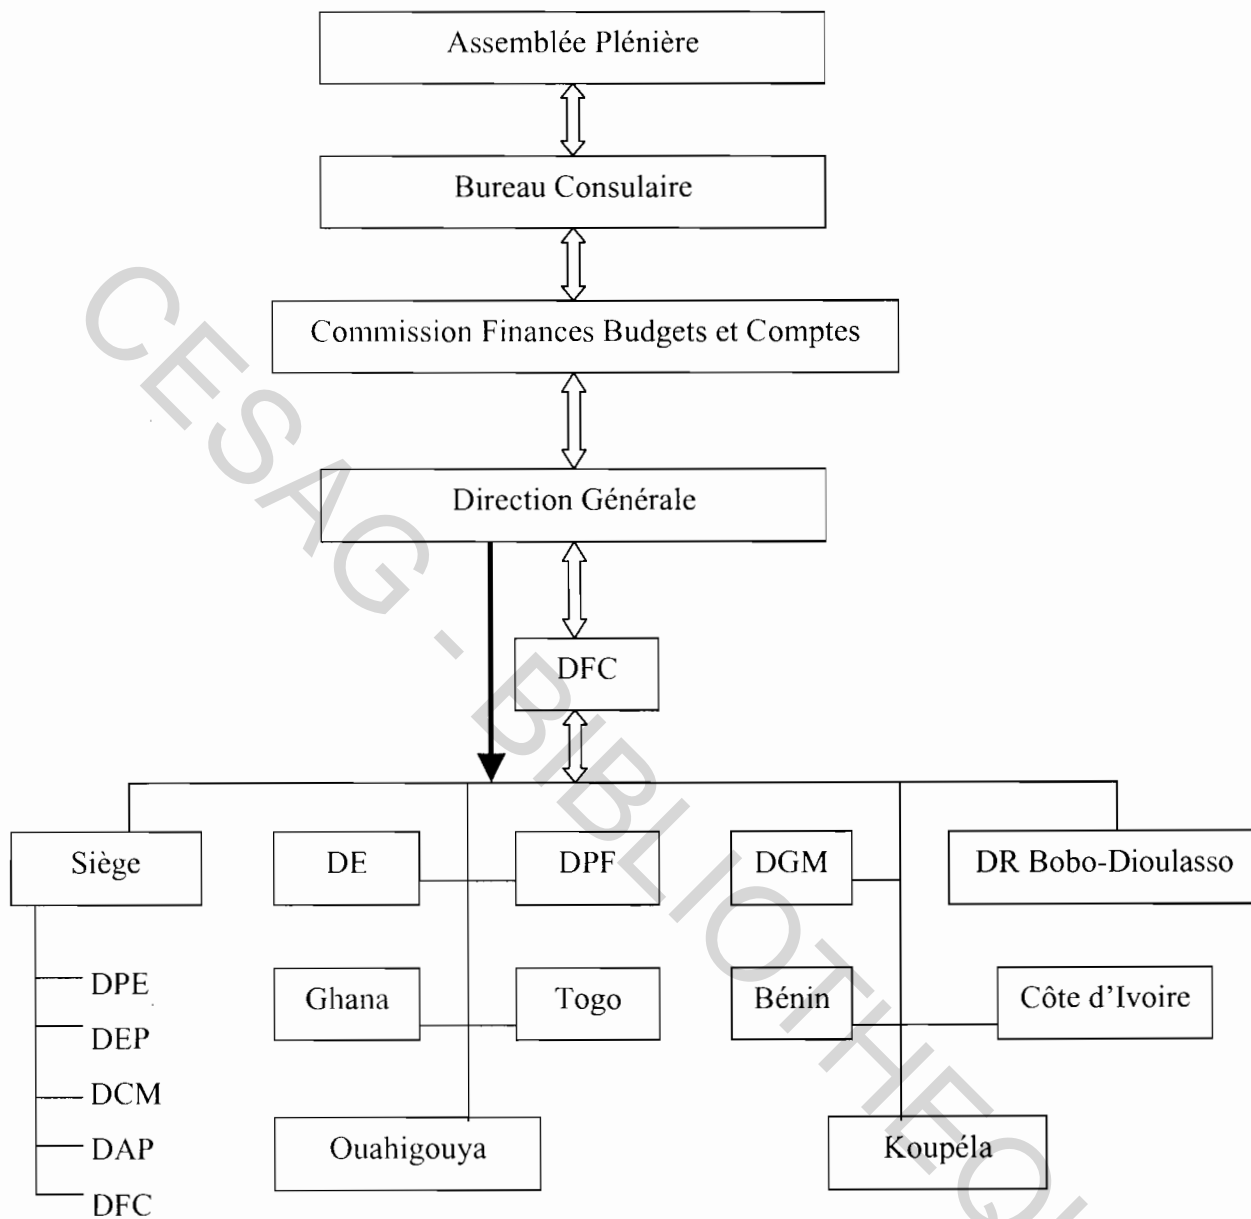 Assemblée Plénière
Bureau Consulaire
Commission Finances Budgets et Comptes
Direction Générale
DFC
Siège
DE
DPF
DGM
DR Bobo-Dioulasso
DPE
DEP
DCM
DAP
DFC
Ghana
Togo
Bénin
Côte d'Ivoire
Ouahigouya
Koupéla
CESAG - BIBLIOTHEQU